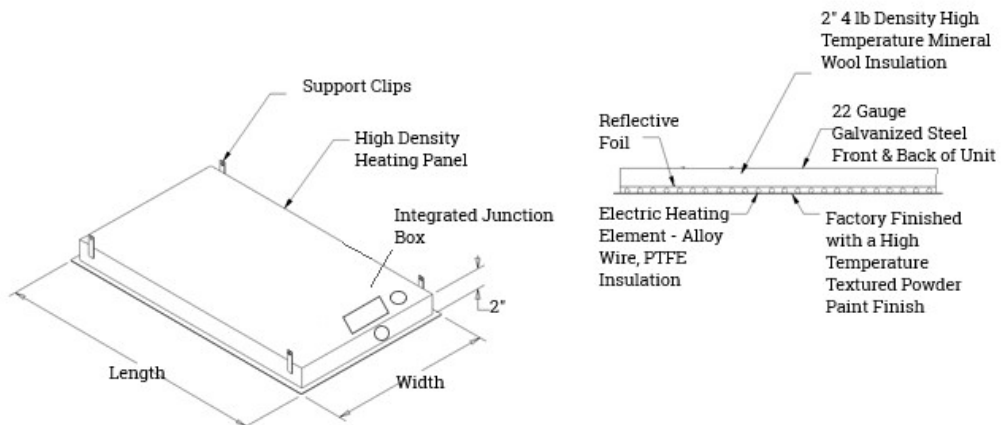 Support Clips
High Density
Heating Panel
Integrated Junction
Box
2"
Length
Width
2" 4 lb Density High
Temperature Mineral
Wool Insulation
Reflective
Foil
22 Gauge
Galvanized Steel
Front & Back of Unit
Electric Heating
Element - Alloy
Wire, PTFE
Insulation
Factory Finished
with a High
Temperature
Textured Powder
Paint Finish